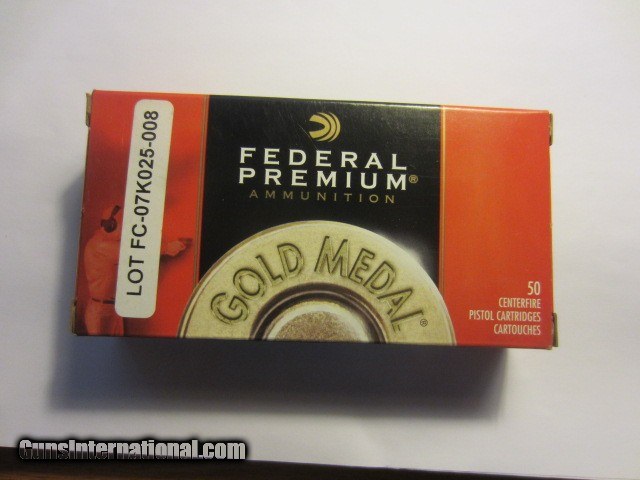 LOT FC-07K025-008
FEDERAL
PREMIUM®
AMMUNITION
GOLD MEDAL®
50
CENTERFIRE
PISTOL CARTRIDGES
CARTOUCHES
GunsInternational.com